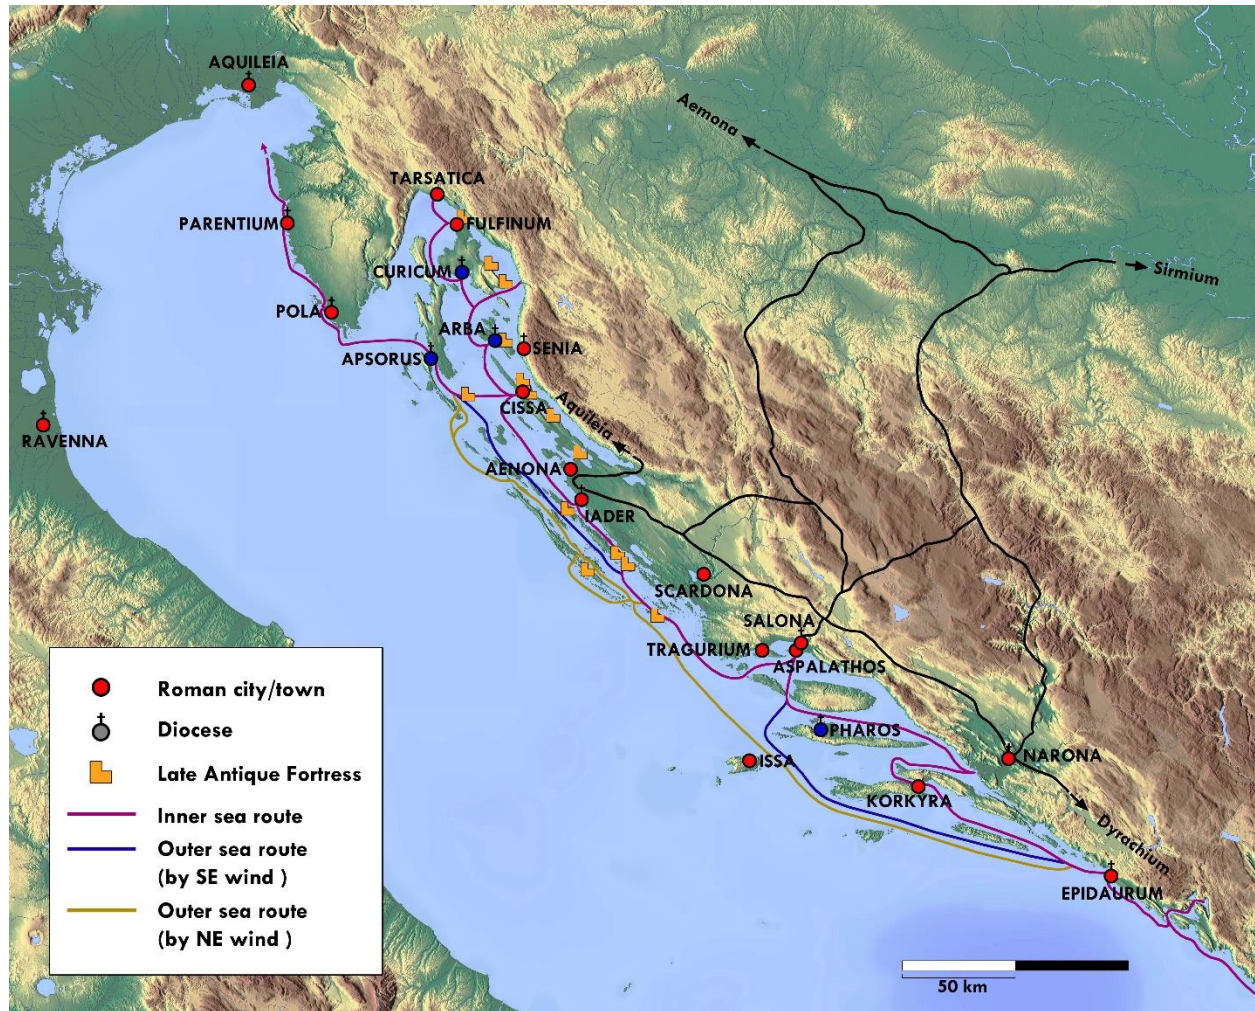 AQUILEIA
Aemona
TARSATICA
PARENTIUM
FULFINUM
CURICUM
Sirmium
POLA
ARBA
SENIA
APSORUS
CISSA
Aquileia
RAVENNA
AENONA
IADER
SCARDONA
SALONA
TRAGURIUM
ASPALATHOS
PHAROS
ISSA
NARONA
KORKYRA
Dyrachium
EPIDAURUM
Roman city/town
Diocese
Late Antique Fortress
Inner sea route
Outer sea route
(by SE wind )
Outer sea route
(by NE wind )
50 km